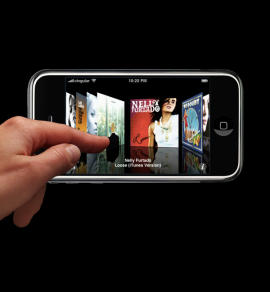 cingular
10:20 PM
NELLY
FURTADO
Nelly Furtado
Loose (iTunes Version)